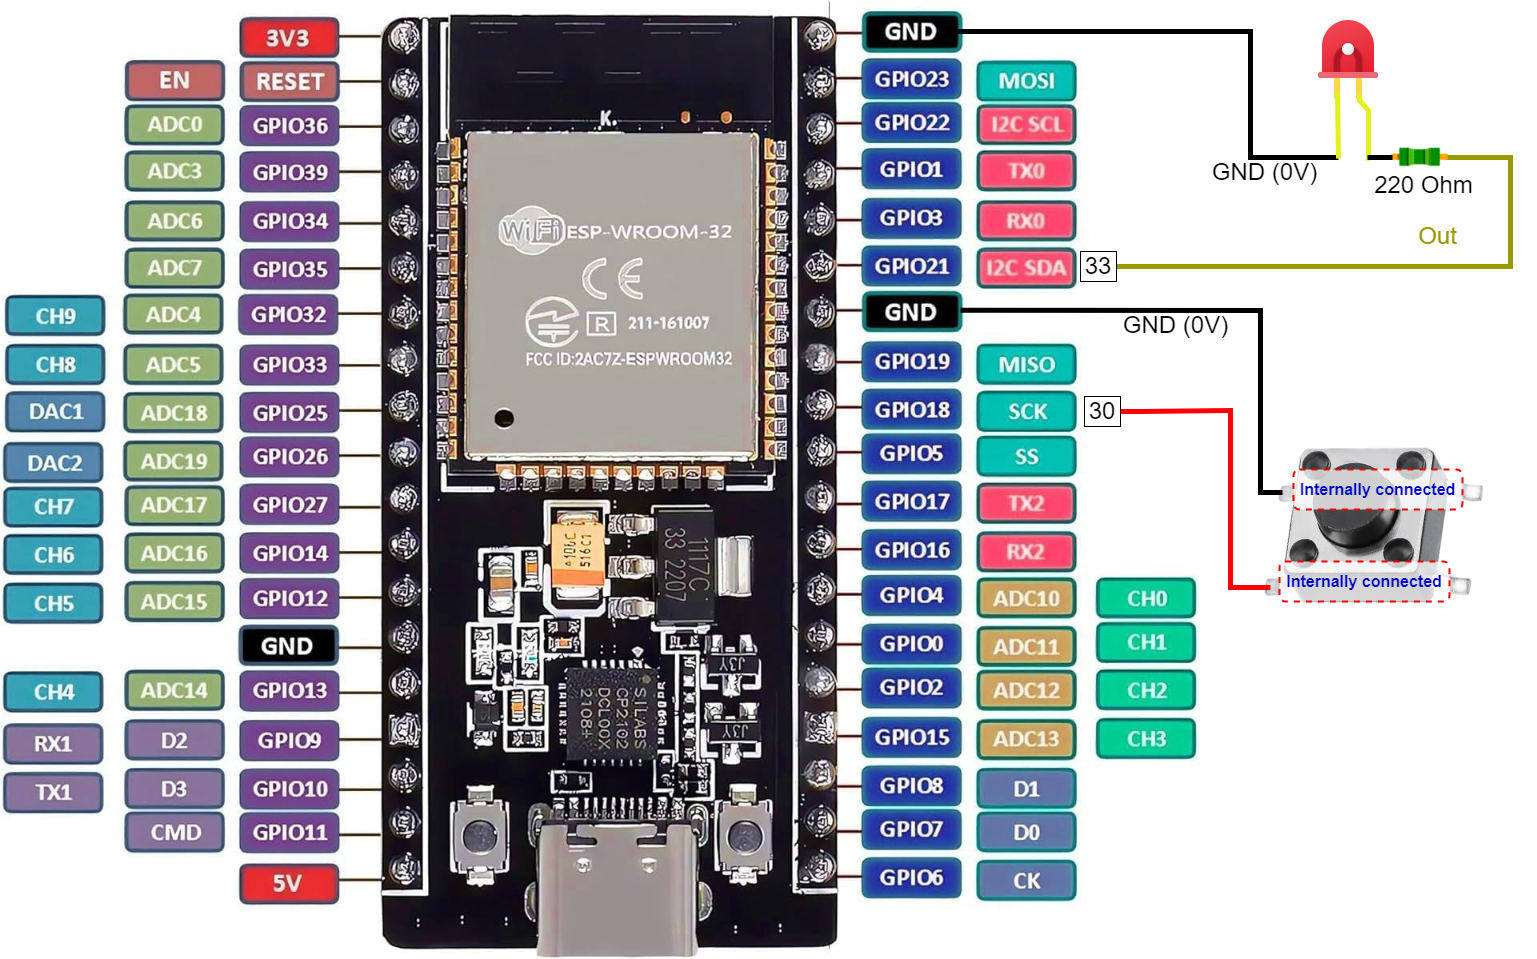 3V3
EN RESET
ADC0 GPIO36
ADC3 GPIO39
ADC6 GPIO34
ADC7 GPIO35
CH9 ADC4 GPIO32
CH8 ADC5 GPIO33
DAC1 ADC18 GPIO25
DAC2 ADC19 GPIO26
CH7 ADC17 GPIO27
CH6 ADC16 GPIO14
CH5 ADC15 GPIO12
GND
CH4 ADC14 GPIO13
RX1 D2 GPIO9
TX1 D3 GPIO10
CMD GPIO11
5V
K.
WiFi ESP-WROOM-32
CE
R 211-161007
FCC ID:2AC7Z-ESPWROOM32
106C
516C1
1117C
33 2207
J3Y
J3Y
SILABS
CP2102
DCL00X
2108+
GND
GPIO23 MOSI
GPIO22 I2C SCL
GPIO1 TX0
GPIO3 RX0
GPIO21 I2C SDA 33
GND
GPIO19 MISO
GPIO18 SCK 30
GPIO5 SS
GPIO17 TX2
GPIO16 RX2
GPIO4 ADC10 CH0
GPIO0 ADC11 CH1
GPIO2 ADC12 CH2
GPIO15 ADC13 CH3
GPIO8 D1
GPIO7 D0
GPIO6 CK
GND (0V)
220 Ohm
Out
GND (0V)
Internally connected
Internally connected